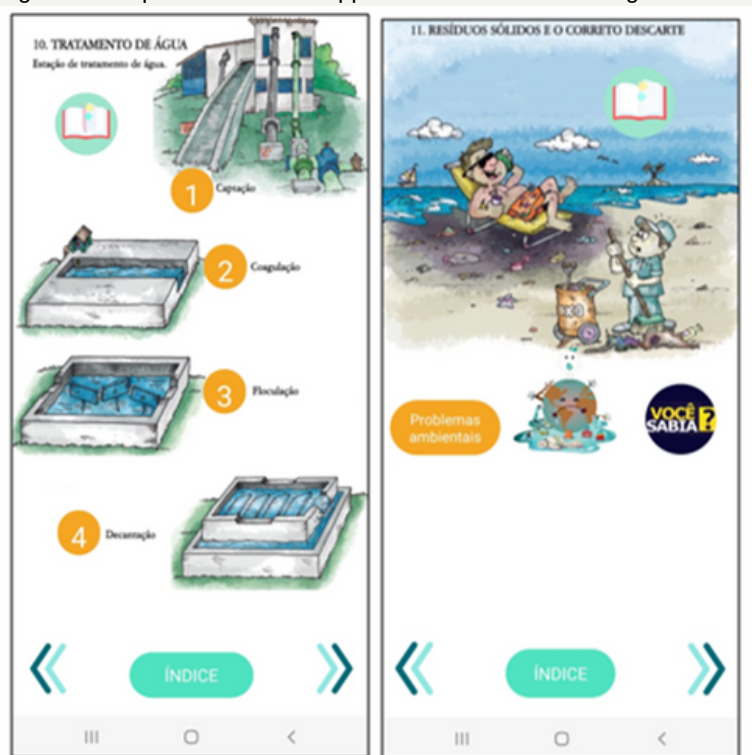 10. TRATAMENTO DE ÁGUA
Estação de tratamento de água.
1
Captação
2
Coagulação
3
Floculação
4
Decantação
ÍNDICE
11. RESÍDUOS SÓLIDOS E O CORRETO DESCARTE
Problemas
ambientais
VOCÊ
SABIA?
ÍNDICE